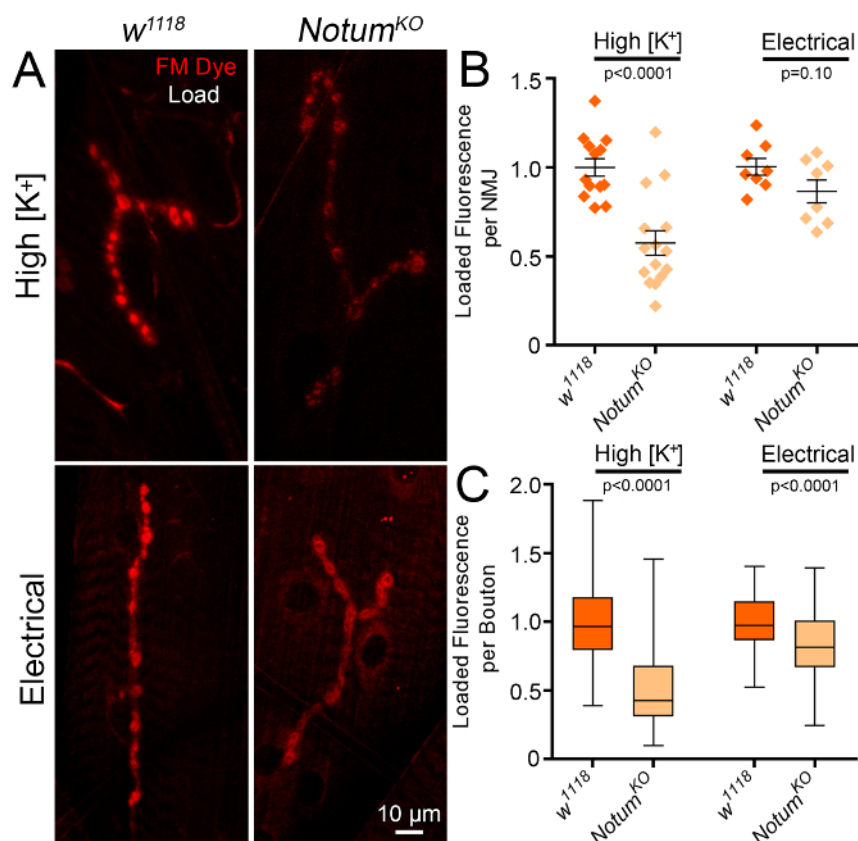 w1118
NotumKO
A
FM Dye
Load
High [K+]
Electrical
10 µm
B
High [K+]
Electrical
p<0.0001
p=0.10
Loaded Fluorescence
per NMJ
1.5
1.0
0.5
0
w1118
NotumKO
w1118
NotumKO
C
High [K+]
Electrical
p<0.0001
p<0.0001
Loaded Fluorescence
per Bouton
2.0
1.5
1.0
0.5
0
w1118
NotumKO
w1118
NotumKO